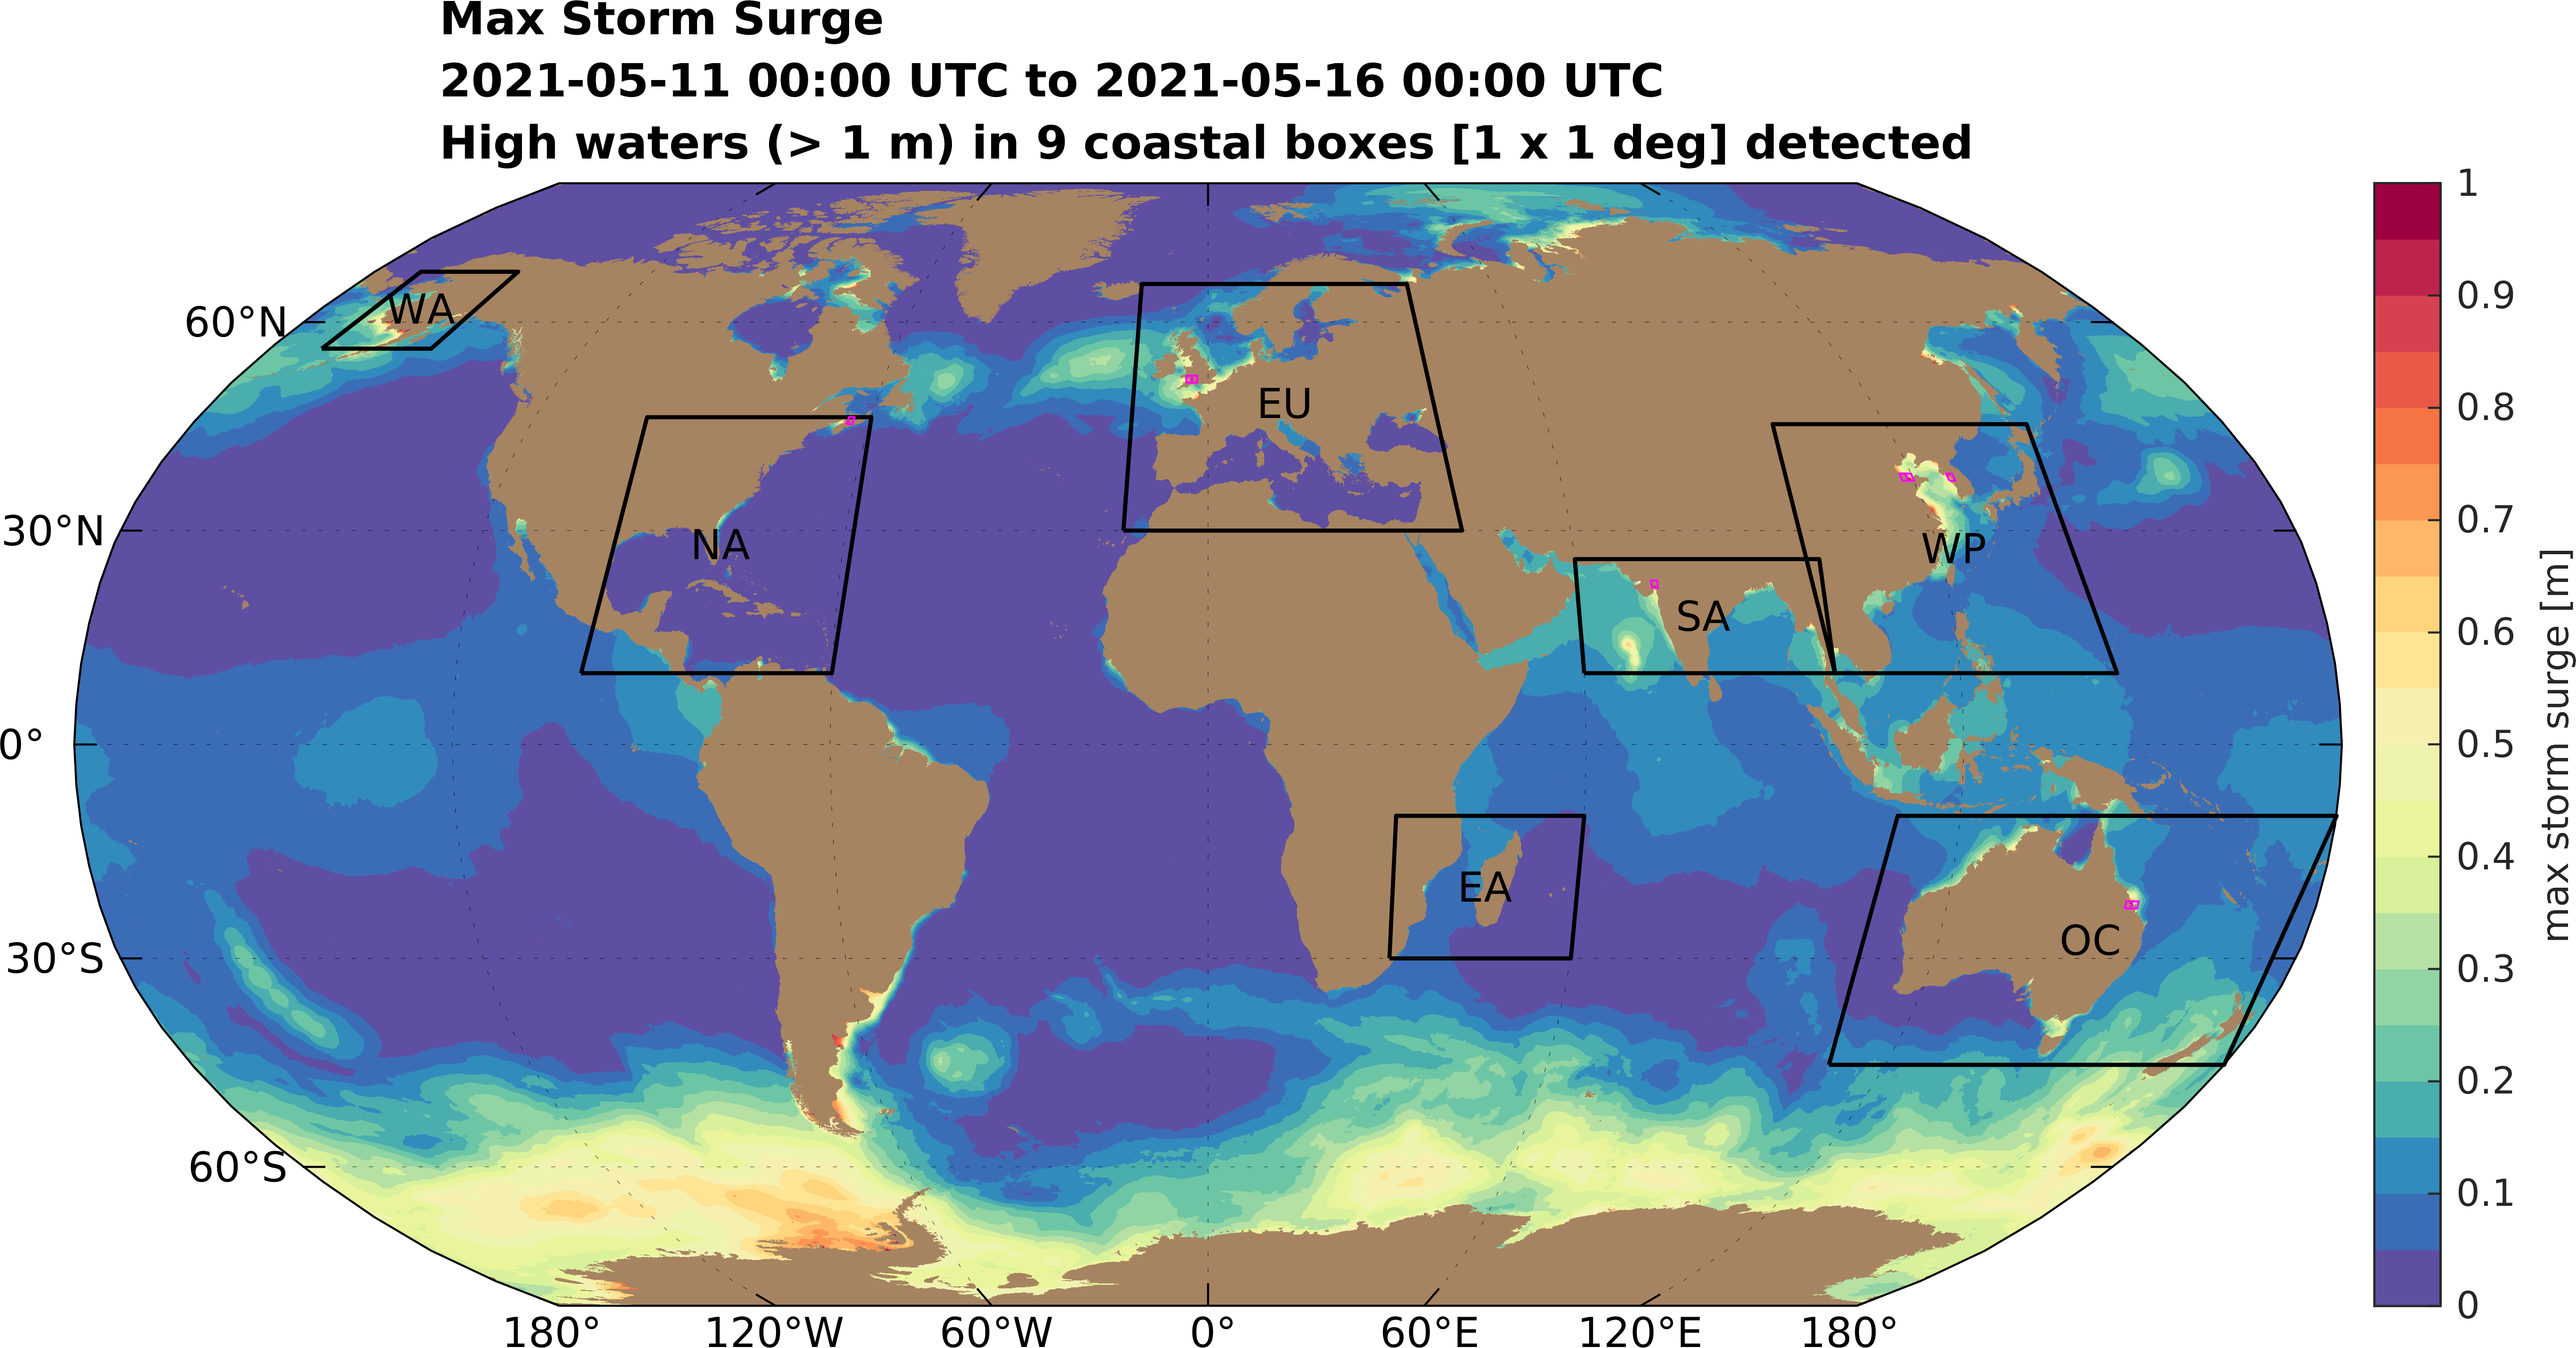 Max Storm Surge
2021-05-11 00:00 UTC to 2021-05-16 00:00 UTC
High waters (> 1 m) in 9 coastal boxes [1 x 1 deg] detected
60°N
30°N
0°
30°S
60°S
WA
NA
EU
SA
WP
EA
OC
180°
120°W
60°W
0°
60°E
120°E
180°
1
0.9
0.8
0.7
0.6
0.5
0.4
0.3
0.2
0.1
0
max storm surge [m]